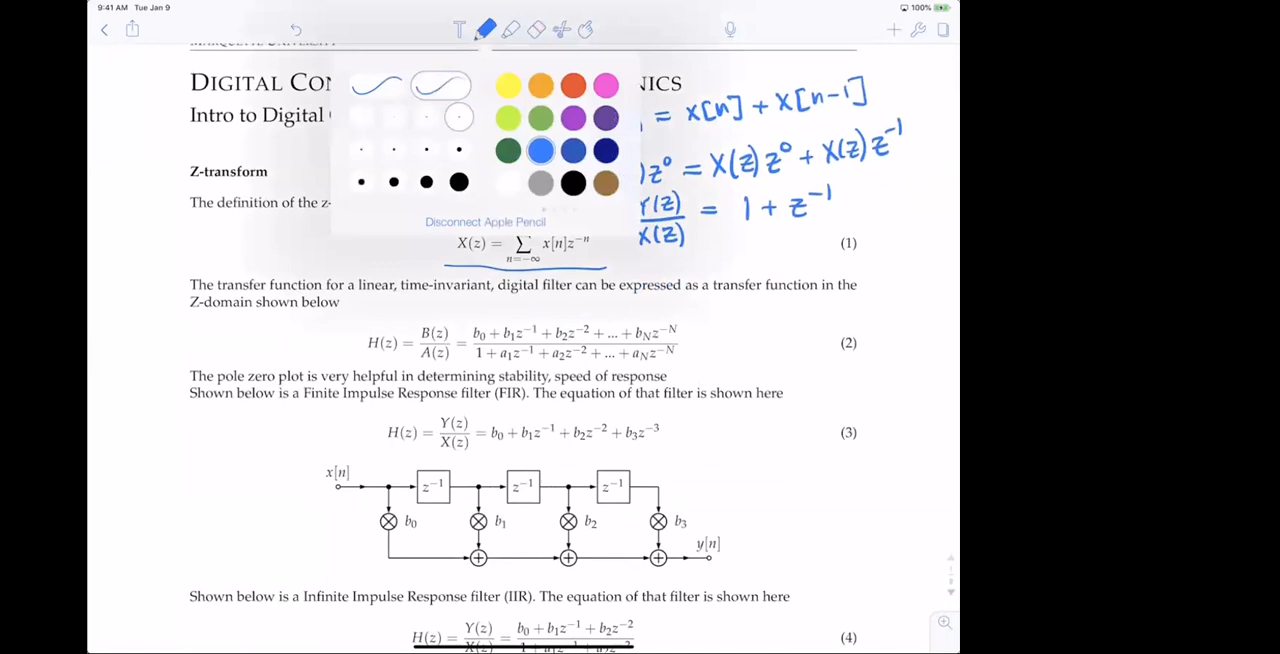 9:41 AM Tue Jan 9
100%
T
DIGITAL
NICS
Intro to Digital
= x[n] + x[n-1]
)z⁰ = X(z)z⁰ + X(z)z⁻¹
Y(z)/X(z) = 1 + z⁻¹
Z-transform
The definition of the z-
Disconnect Apple Pencil
X(z) = ∑ n=−∞ x[n]z⁻ⁿ (1)
The transfer function for a linear, time-invariant, digital filter can be expressed as a transfer function in the
Z-domain shown below
H(z) = B(z)/A(z) = b₀ + b₁z⁻¹ + b₂z⁻² + ... + b_N z⁻ᴺ / 1 + a₁z⁻¹ + a₂z⁻² + ... + a_N z⁻ᴺ (2)
The pole zero plot is very helpful in determining stability, speed of response
Shown below is a Finite Impulse Response filter (FIR). The equation of that filter is shown here
H(z) = Y(z)/X(z) = b₀ + b₁z⁻¹ + b₂z⁻² + b₃z⁻³ (3)
x[n]
z⁻¹ z⁻¹ z⁻¹
b₀ b₁ b₂ b₃
y[n]
Shown below is a Infinite Impulse Response filter (IIR). The equation of that filter is shown here
H(z) = Y(z)/X(z) = b₀ + b₁z⁻¹ + b₂z⁻² (4)